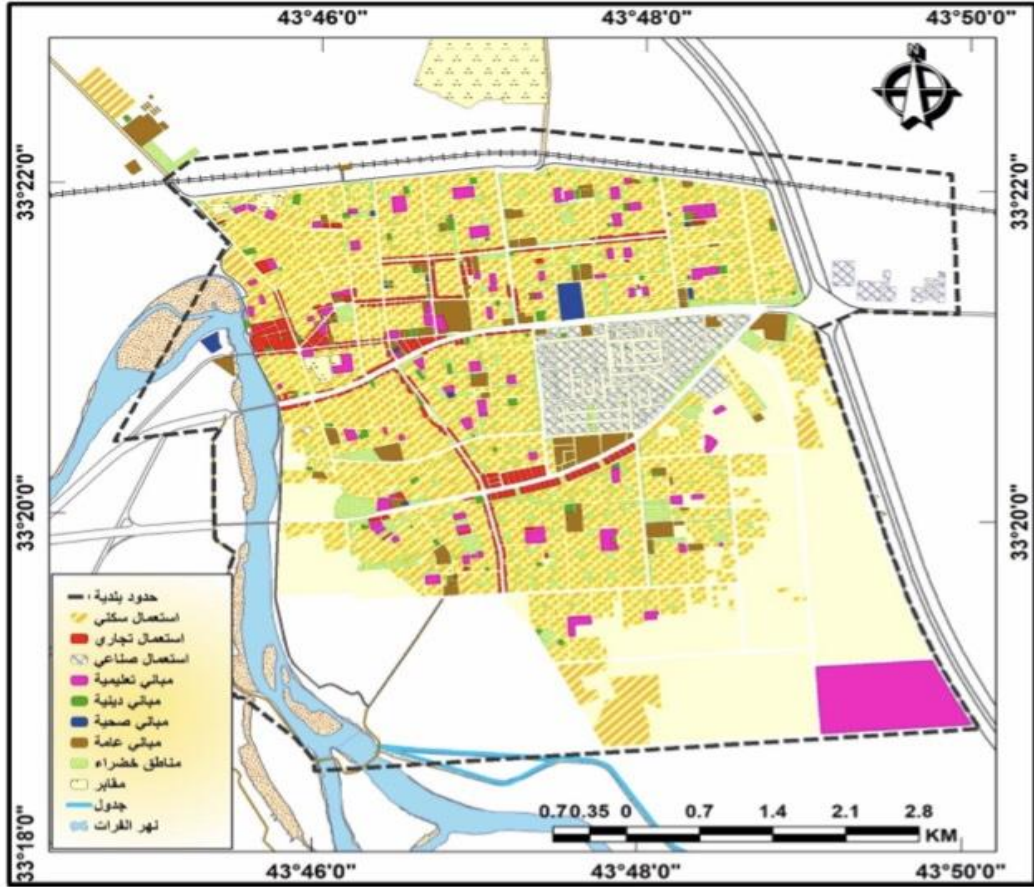 43°46'0" 43°48'0" 43°50'0"
N
33°22'0" 33°22'0"
33°20'0" 33°20'0"
33°18'0"
حدود بلدية
استعمال سكني
استعمال تجاري
استعمال صناعي
مباني تعليمية
مباني دينية
مباني صحية
مباني عامة
مناطق خضراء
مقابر
جدول
نهر الفرات
0.7 0.35 0 0.7 1.4 2.1 2.8
KM
43°46'0" 43°48'0" 43°50'0"